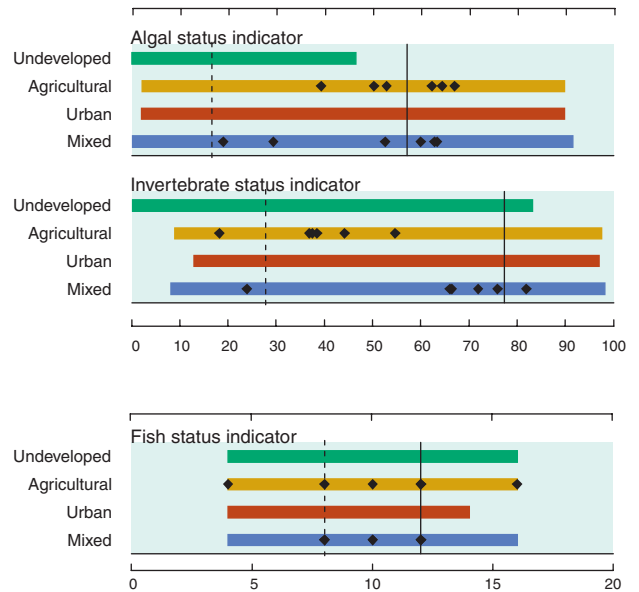 Algal status indicator
Undeveloped
Agricultural
Urban
Mixed
Invertebrate status indicator
Undeveloped
Agricultural
Urban
Mixed
0 10 20 30 40 50 60 70 80 90 100
Fish status indicator
Undeveloped
Agricultural
Urban
Mixed
0 5 10 15 20